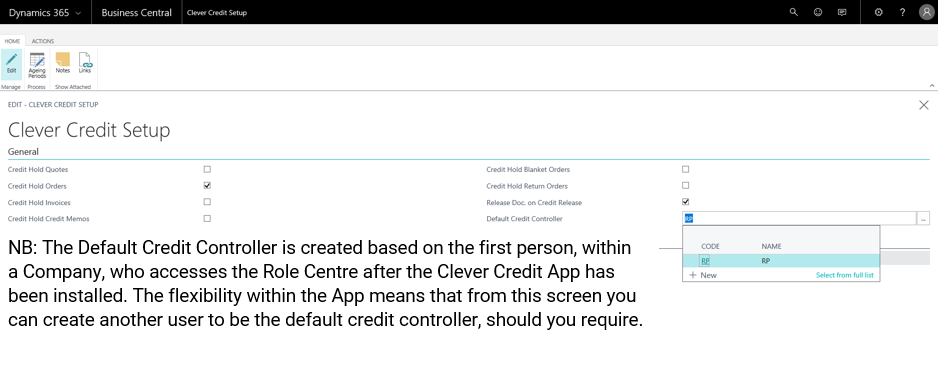 Dynamics 365 Business Central Clever Credit Setup ?
HOME ACTIONS
Edit Ageing Periods Notes Links
Manage Process Show Attached
EDIT - CLEVER CREDIT SETUP
Clever Credit Setup
General
Credit Hold Quotes Credit Hold Blanket Orders
Credit Hold Orders Credit Hold Return Orders
Credit Hold Invoices Release Doc. on Credit Release
Credit Hold Credit Memos Default Credit Controller RP ...
CODE NAME
RP RP
+ New Select from full list
NB: The Default Credit Controller is created based on the first person, within
a Company, who accesses the Role Centre after the Clever Credit App has
been installed. The flexibility within the App means that from this screen you
can create another user to be the default credit controller, should you require.